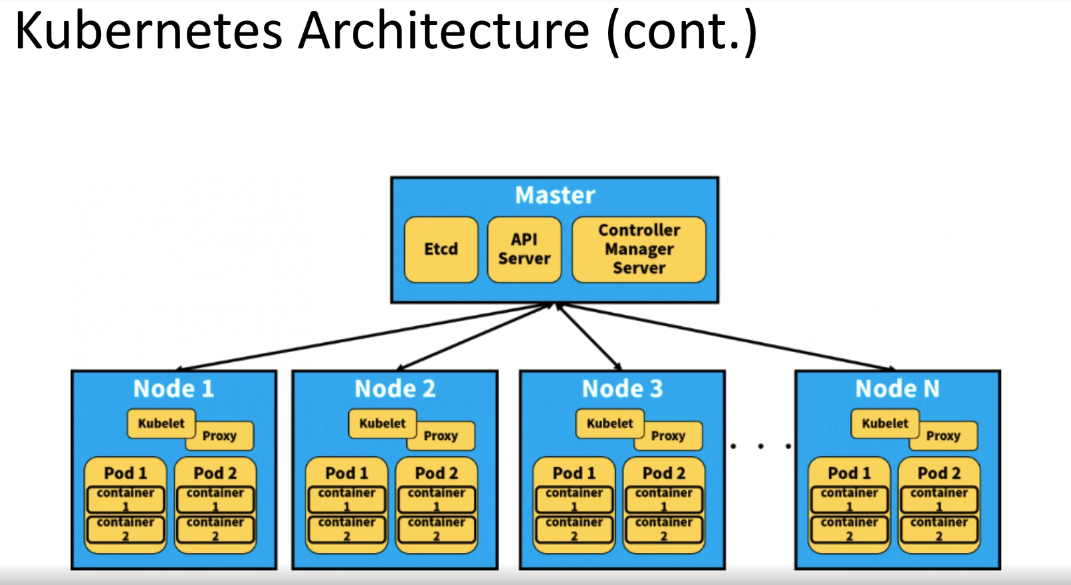 Kubernetes Architecture (cont.)
Master
Etcd
API
Server
Controller
Manager
Server
Node 1
Kubelet
Proxy
Pod 1
container
1
container
2
Pod 2
container
1
container
2
Node 2
Kubelet
Proxy
Pod 1
container
1
container
2
Pod 2
container
1
container
2
Node 3
Kubelet
Proxy
Pod 1
container
1
container
2
Pod 2
container
1
container
2
. . .
Node N
Kubelet
Proxy
Pod 1
container
1
container
2
Pod 2
container
1
container
2